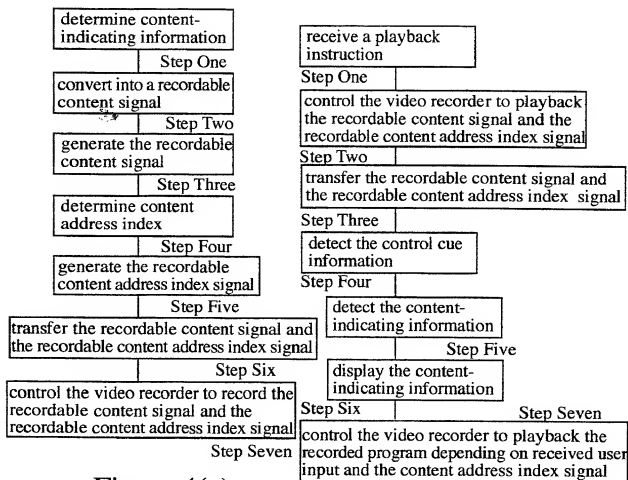 determine content-
indicating information
Step One
convert into a recordable
content signal
Step Two
generate the recordable
content signal
Step Three
determine content
address index
Step Four
generate the recordable
content address index signal
Step Five
transfer the recordable content signal and
the recordable content address index signal
Step Six
control the video recorder to record the
recordable content signal and the
recordable content address index signal
Step Seven
receive a playback
instruction
Step One
control the video recorder to playback
the recordable content signal and the
recordable content address index signal
Step Two
transfer the recordable content signal and
the recordable content address index signal
Step Three
detect the control cue
information
Step Four
detect the content-
indicating information
Step Five
display the content-
indicating information
Step Six
Step Seven
control the video recorder to playback the
recorded program depending on received user
input and the content address index signal